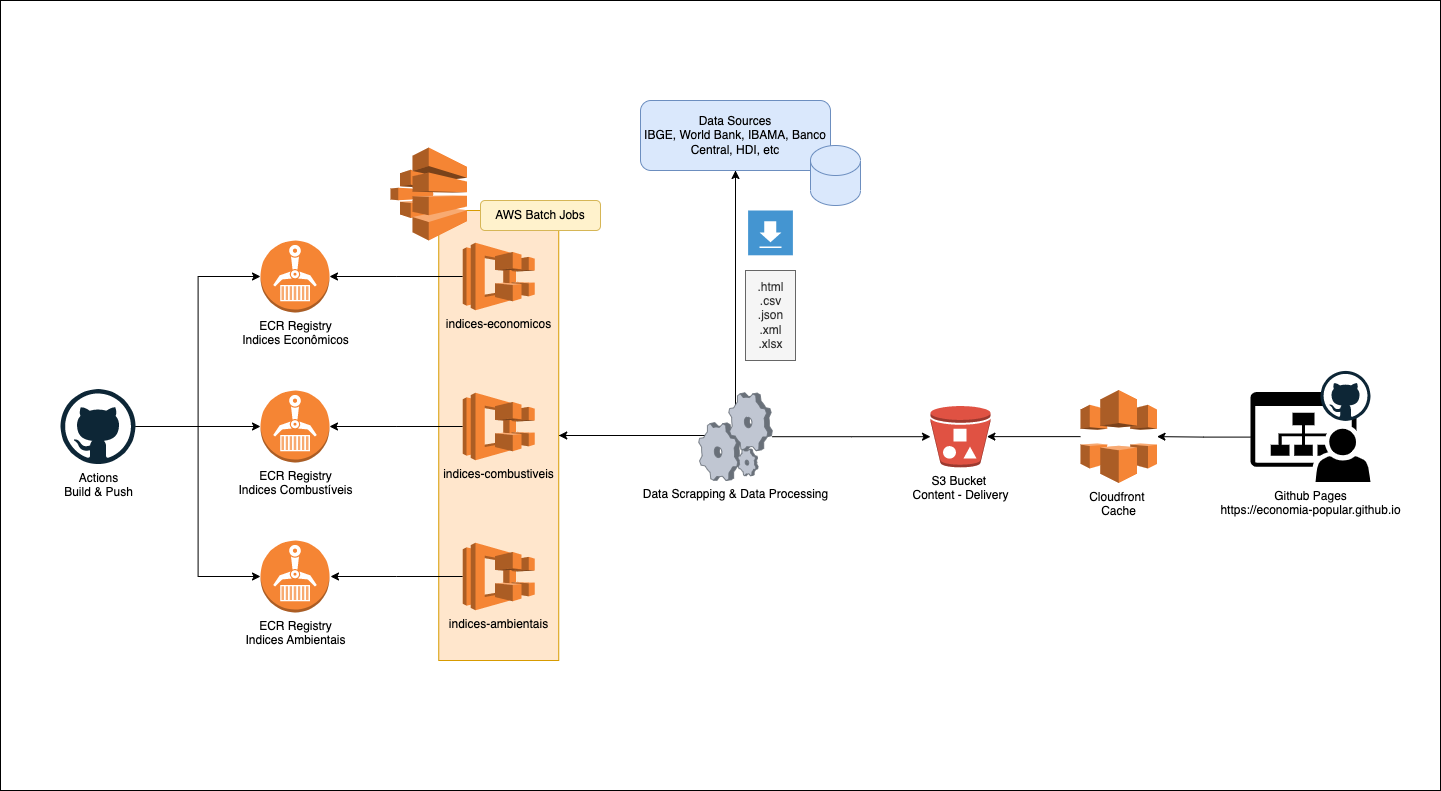 Data Sources
IBGE, World Bank, IBAMA, Banco
Central, HDI, etc
AWS Batch Jobs
.html
.csv
.json
.xml
.xlsx
ECR Registry
Indices Econômicos
indices-economicos
Actions
Build & Push
ECR Registry
Indices Combustíveis
indices-combustiveis
Data Scrapping & Data Processing
S3 Bucket
Content - Delivery
Cloudfront
Cache
Github Pages
https://economia-popular.github.io
ECR Registry
Indices Ambientais
indices-ambientais